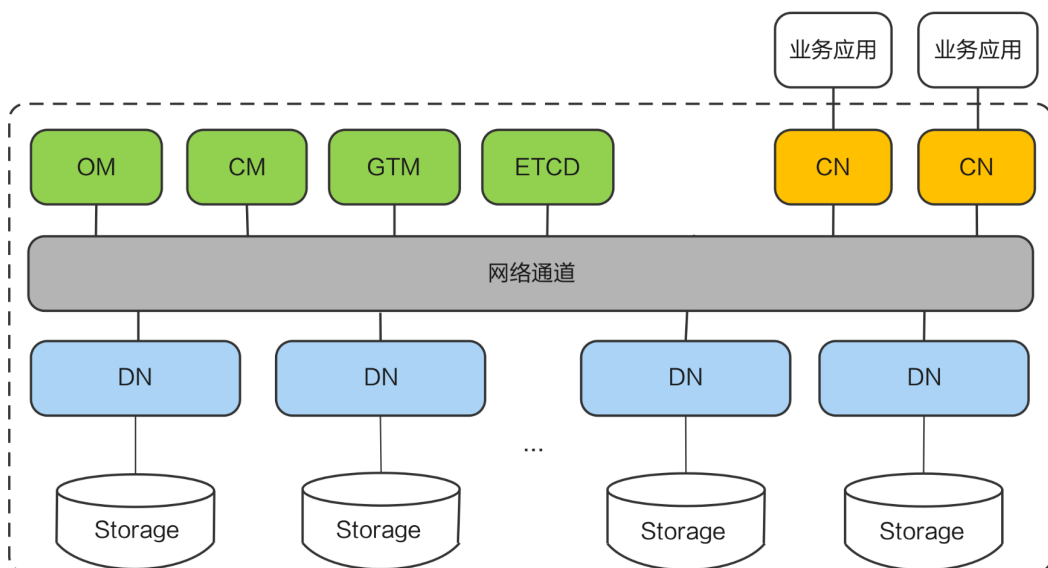 业务应用 业务应用
OM CM GTM ETCD CN CN
网络通道
DN DN DN DN
...
Storage Storage Storage Storage